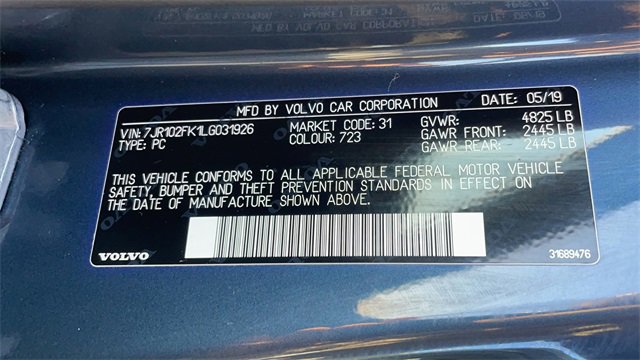 MFD BY VOLVO CAR CORPORATION DATE: 05/19
VIN: 7JR102FK1LG031926 MARKET CODE: 31 GVWR: 4825 LB
TYPE: PC COLOUR: 723 GAWR FRONT: 2445 LB
GAWR REAR: 2445 LB
THIS VEHICLE CONFORMS TO ALL APPLICABLE FEDERAL MOTOR VEHICLE
SAFETY, BUMPER AND THEFT PREVENTION STANDARDS IN EFFECT ON
THE DATE OF MANUFACTURE SHOWN ABOVE.
VOLVO 31689476